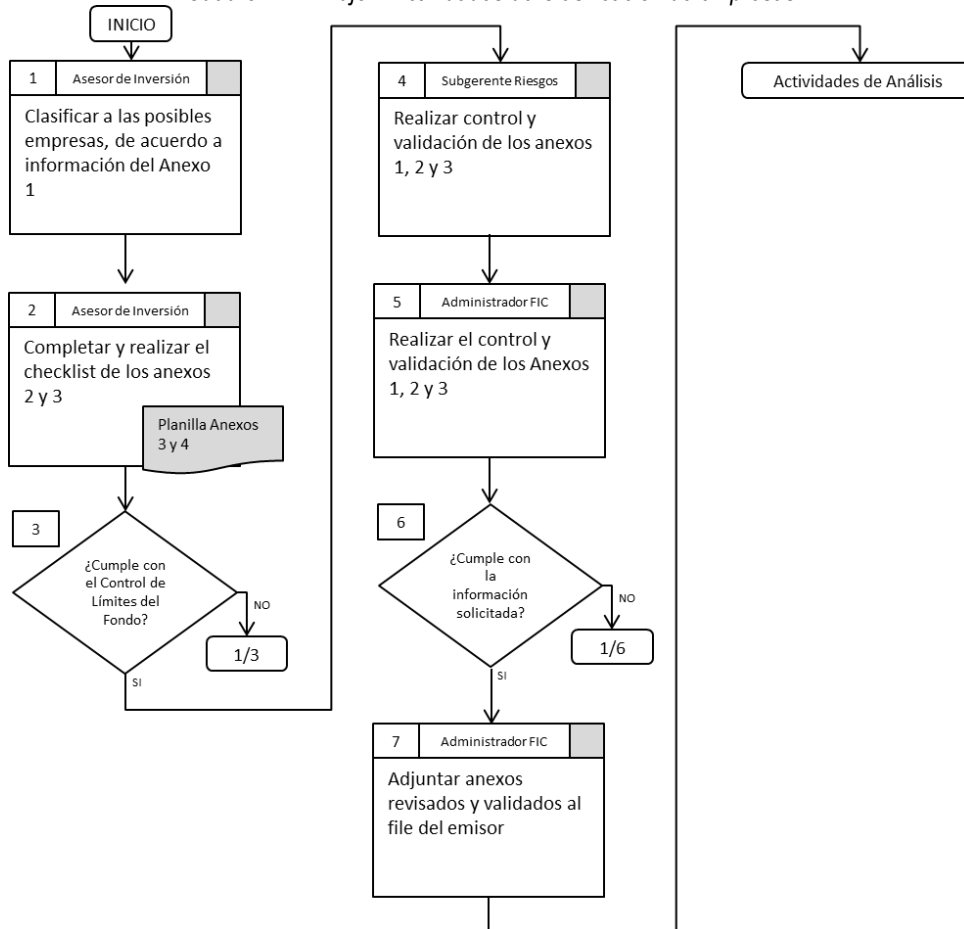 INICIO
1 Asesor de Inversión
Clasificar a las posibles
empresas, de acuerdo a
información del Anexo
1
2 Asesor de Inversión
Completar y realizar el
checklist de los anexos
2 y 3
Planilla Anexos
3 y 4
3
¿Cumple con
el Control de
Límites del
Fondo?
NO
1/3
SI
4 Subgerente Riesgos
Realizar control y
validación de los anexos
1, 2 y 3
5 Administrador FIC
Realizar el control y
validación de los Anexos
1, 2 y 3
6
¿Cumple con
la
información
solicitada?
NO
1/6
SI
7 Administrador FIC
Adjuntar anexos
revisados y validados al
file del emisor
Actividades de Análisis